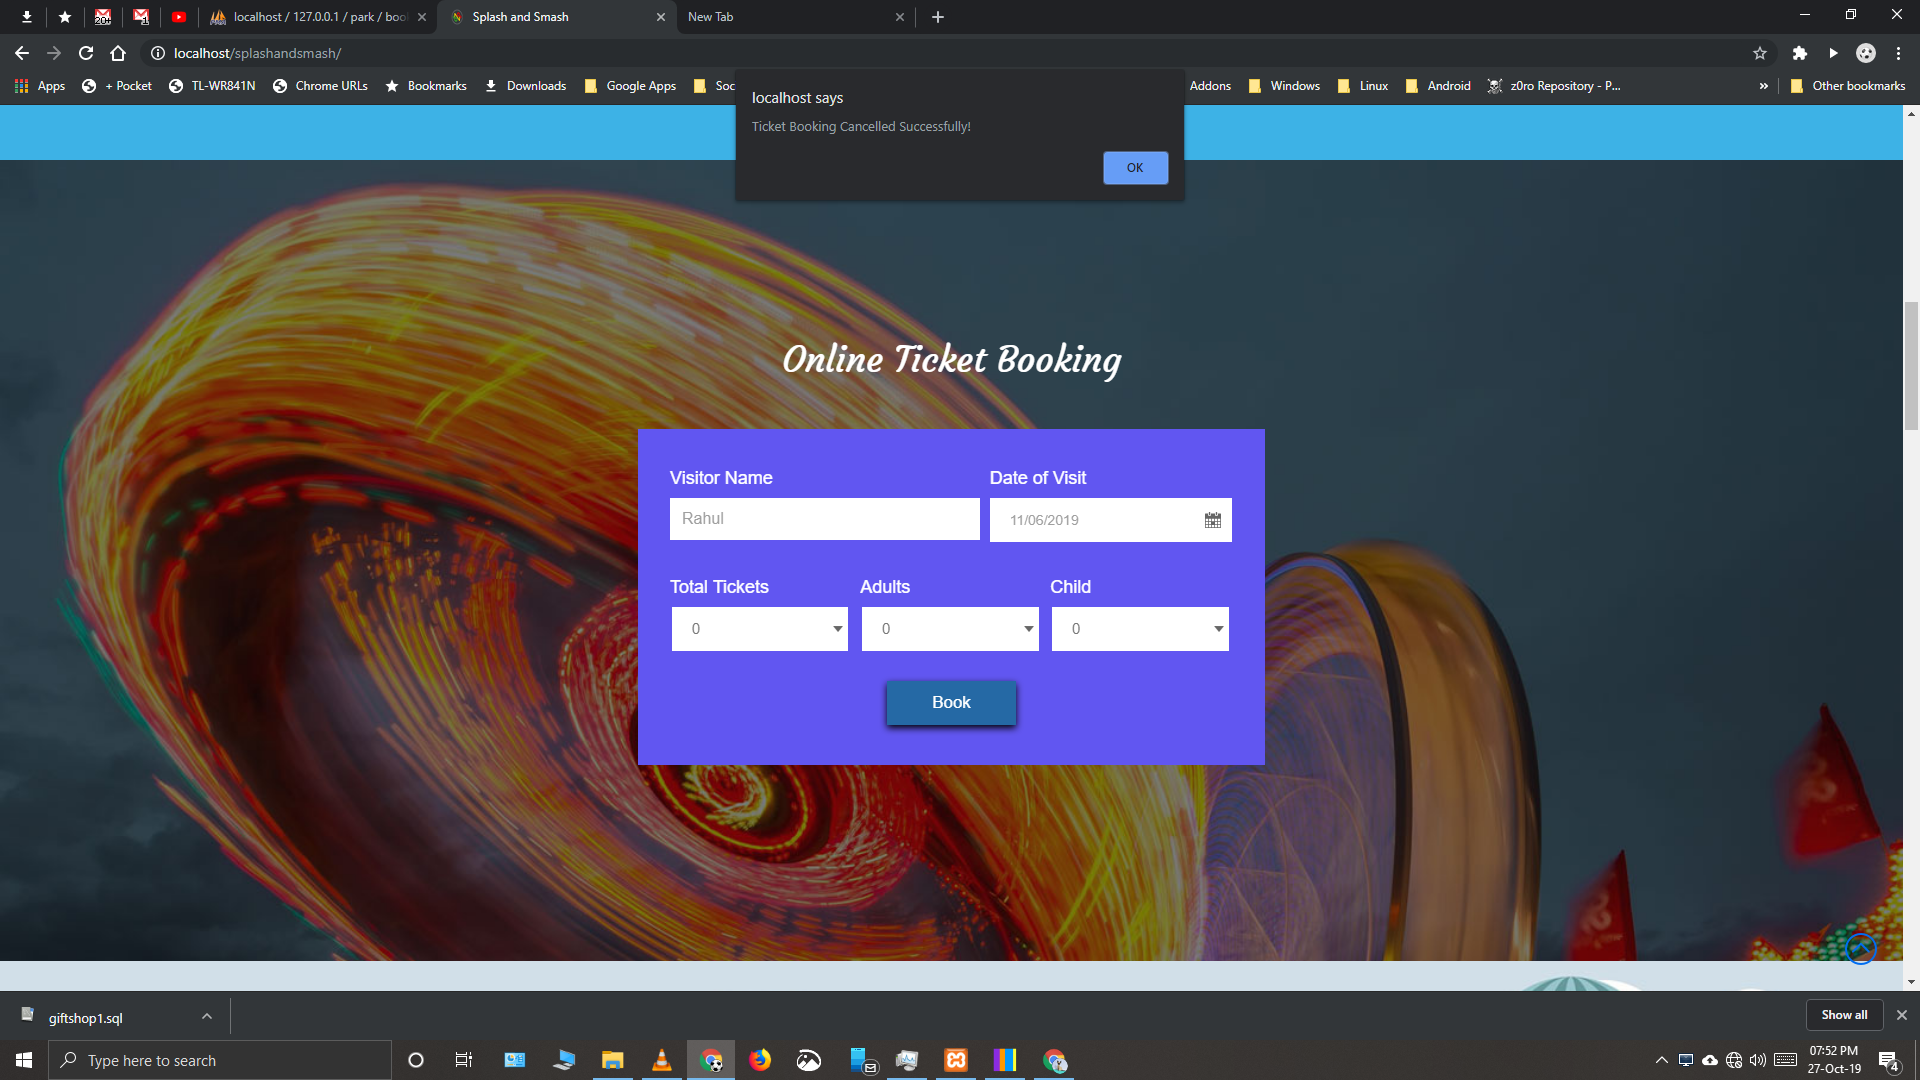 20+
1
localhost / 127.0.0.1 / park / boo
Splash and Smash
New Tab
localhost/splashandsmash/
Apps
+ Pocket
TL-WR841N
Chrome URLs
Bookmarks
Downloads
Google Apps
Soc
Addons
Windows
Linux
Android
z0ro Repository - P...
»
Other bookmarks
localhost says
Ticket Booking Cancelled Successfully!
OK
Online Ticket Booking
Visitor Name
Date of Visit
Rahul
11/06/2019
Total Tickets
Adults
Child
0
0
0
Book
giftshop1.sql
Show all
Type here to search
07:52 PM
27-Oct-19
4